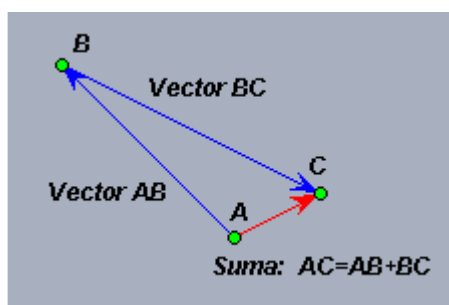 B
Vector BC
C
Vector AB
A
Suma: AC=AB+BC